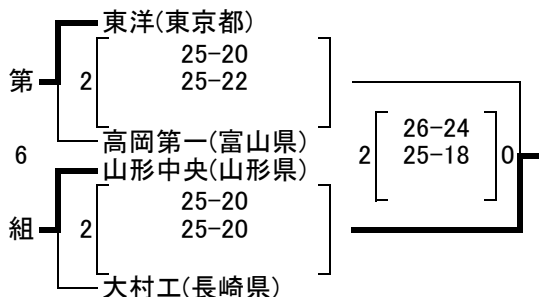 東洋(東京都)
25-20
第 2 25-22
高岡第一(富山県)
6 2 26-24
25-18 0
山形中央(山形県)
25-20
組 2 25-20
大村工(長崎県)